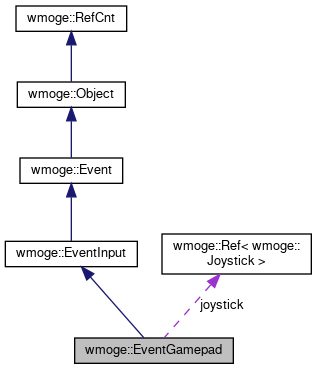 wmoge::RefCnt
wmoge::Object
wmoge::Event
wmoge::EventInput
wmoge::Ref< wmoge::
Joystick >
joystick
wmoge::EventGamepad